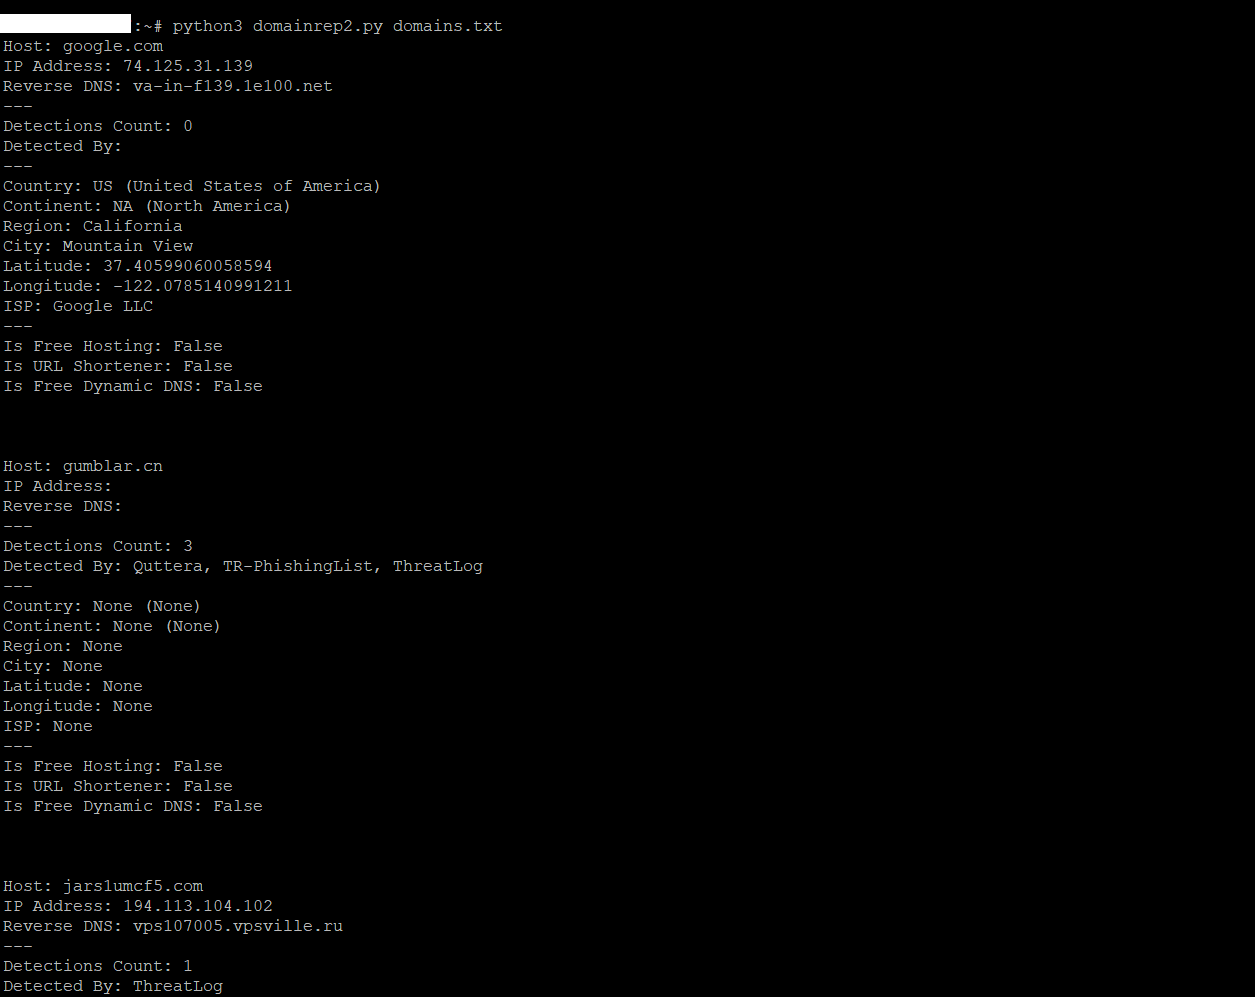 :~# python3 domainrep2.py domains.txt
Host: google.com
IP Address: 74.125.31.139
Reverse DNS: va-in-f139.1e100.net
---
Detections Count: 0
Detected By:
---
Country: US (United States of America)
Continent: NA (North America)
Region: California
City: Mountain View
Latitude: 37.40599060058594
Longitude: -122.0785140991211
ISP: Google LLC
---
Is Free Hosting: False
Is URL Shortener: False
Is Free Dynamic DNS: False
Host: gumblar.cn
IP Address:
Reverse DNS:
---
Detections Count: 3
Detected By: Quttera, TR-PhishingList, ThreatLog
---
Country: None (None)
Continent: None (None)
Region: None
City: None
Latitude: None
Longitude: None
ISP: None
---
Is Free Hosting: False
Is URL Shortener: False
Is Free Dynamic DNS: False
Host: jars1umcf5.com
IP Address: 194.113.104.102
Reverse DNS: vps107005.vpsville.ru
---
Detections Count: 1
Detected By: ThreatLog